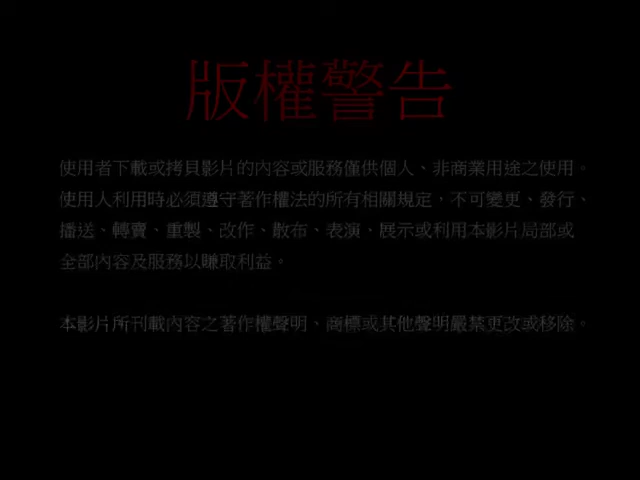 版權警告
使用者下載或拷貝影片的內容或服務僅供個人、非商業用途之使用。
使用人利用時必須遵守著作權法的所有相關規定，不可變更、發行、
播送、轉賣、重製、改作、散布、表演、展示或利用本影片局部或
全部內容及服務以賺取利益。
本影片所刊載內容之著作權聲明、商標或其他聲明嚴禁更改或移除。